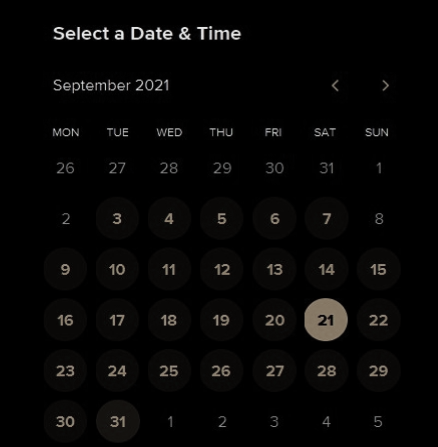 Select a Date & Time
September 2021
MON TUE WED THU FRI SAT SUN
26 27 28 29 30 31 1
2 3 4 5 6 7 8
9 10 11 12 13 14 15
16 17 18 19 20 21 22
23 24 25 26 27 28 29
30 31 1 2 3 4 5